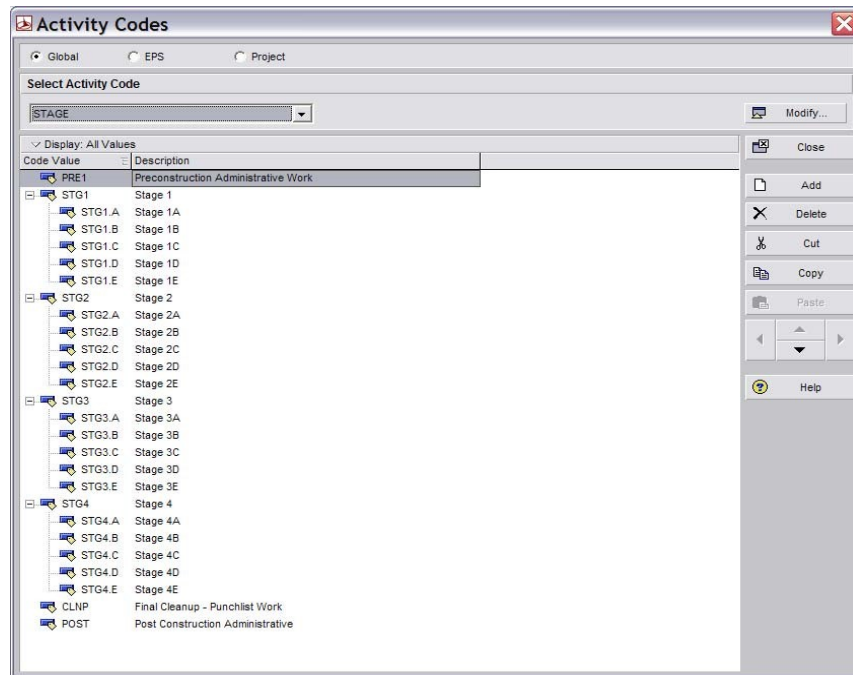 Activity Codes
Global EPS Project
Select Activity Code
STAGE Modify...
Display: All Values Close
Code Value Description
PRE1 Preconstruction Administrative Work
STG1 Stage 1 Add
STG1.A Stage 1A
STG1.B Stage 1B Delete
STG1.C Stage 1C Cut
STG1.D Stage 1D
STG1.E Stage 1E Copy
STG2 Stage 2 Paste
STG2.A Stage 2A
STG2.B Stage 2B
STG2.C Stage 2C
STG2.D Stage 2D
STG2.E Stage 2E Help
STG3 Stage 3
STG3.A Stage 3A
STG3.B Stage 3B
STG3.C Stage 3C
STG3.D Stage 3D
STG3.E Stage 3E
STG4 Stage 4
STG4.A Stage 4A
STG4.B Stage 4B
STG4.C Stage 4C
STG4.D Stage 4D
STG4.E Stage 4E
CLNP Final Cleanup - Punchlist Work
POST Post Construction Administrative